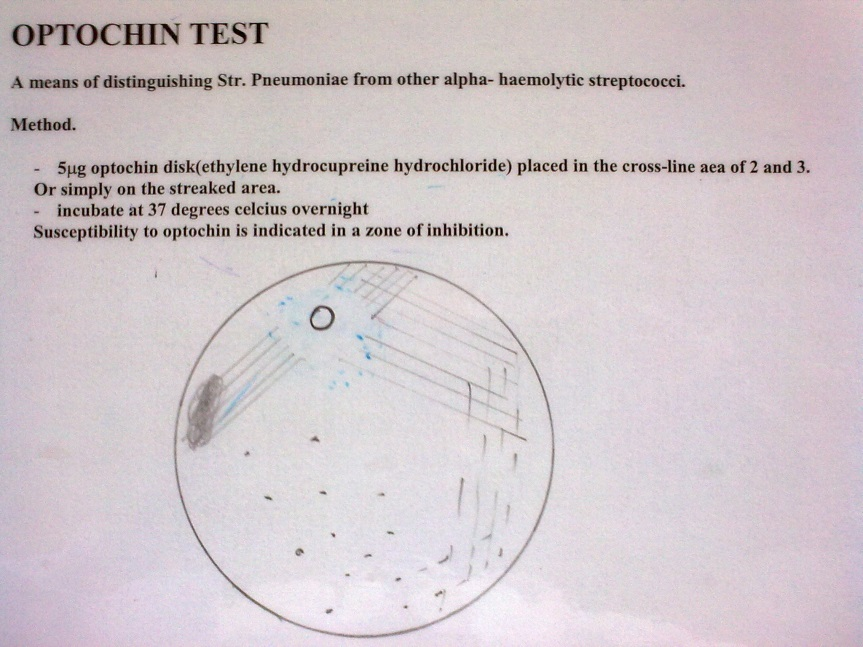 OPTOCHIN TEST
A means of distinguishing Str. Pneumoniae from other alpha- haemolytic streptococci.
Method.
- 5µg optochin disk(ethylene hydrocupreine hydrochloride) placed in the cross-line aea of 2 and 3.
Or simply on the streaked area.
- incubate at 37 degrees celcius overnight
Susceptibility to optochin is indicated in a zone of inhibition.